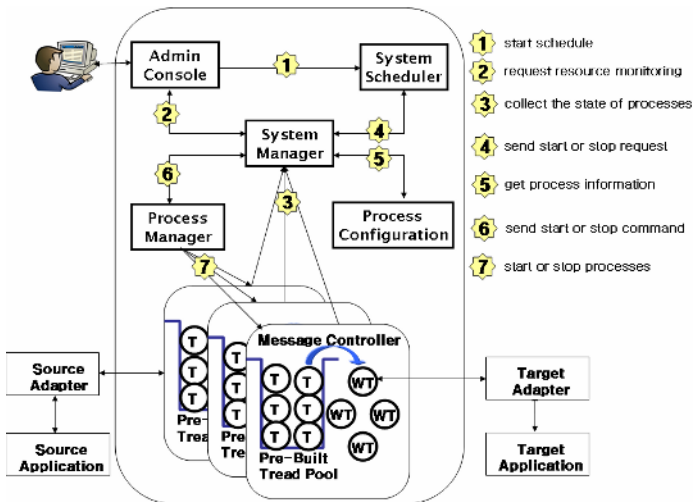 Admin
Console
System
Scheduler
1
2
4
System
Manager
5
6
3
Process
Manager
Process
Configuration
7
1 start schedule
2 request resource monitoring
3 collect the state of processes
4 send start or stop request
5 get process information
6 send start or stop command
7 start or stop processes
Message Controller
T
T
T
T
T
T
T T
T T
T T
WT
WT WT
WT
Pre-
Trea
Pre-
Tre
Pre-Built
Tread Pool
Source
Adapter
Source
Application
Target
Adapter
Target
Application